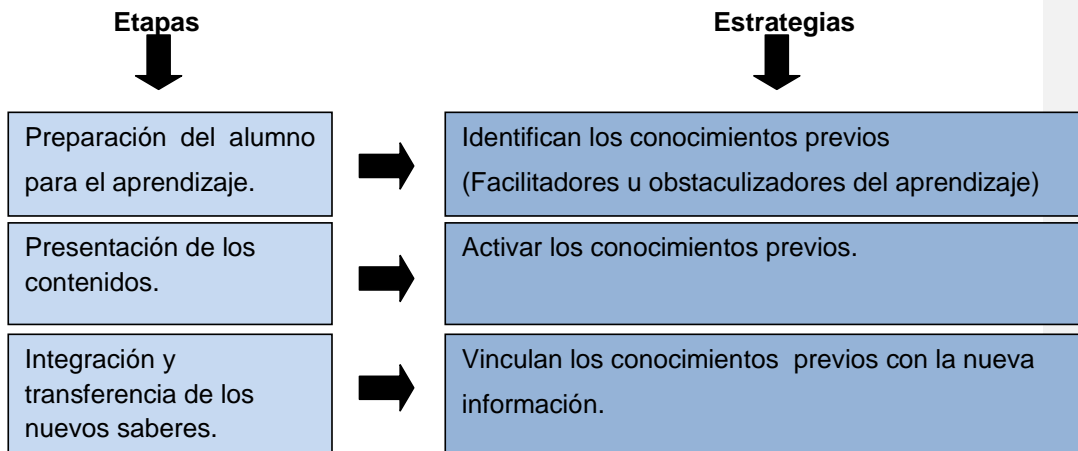 Etapas
Estrategias
Preparación del alumno
para el aprendizaje.
Identifican los conocimientos previos
(Facilitadores u obstaculizadores del aprendizaje)
Presentación de los
contenidos.
Activar los conocimientos previos.
Integración y
transferencia de los
nuevos saberes.
Vinculan los conocimientos previos con la nueva
información.